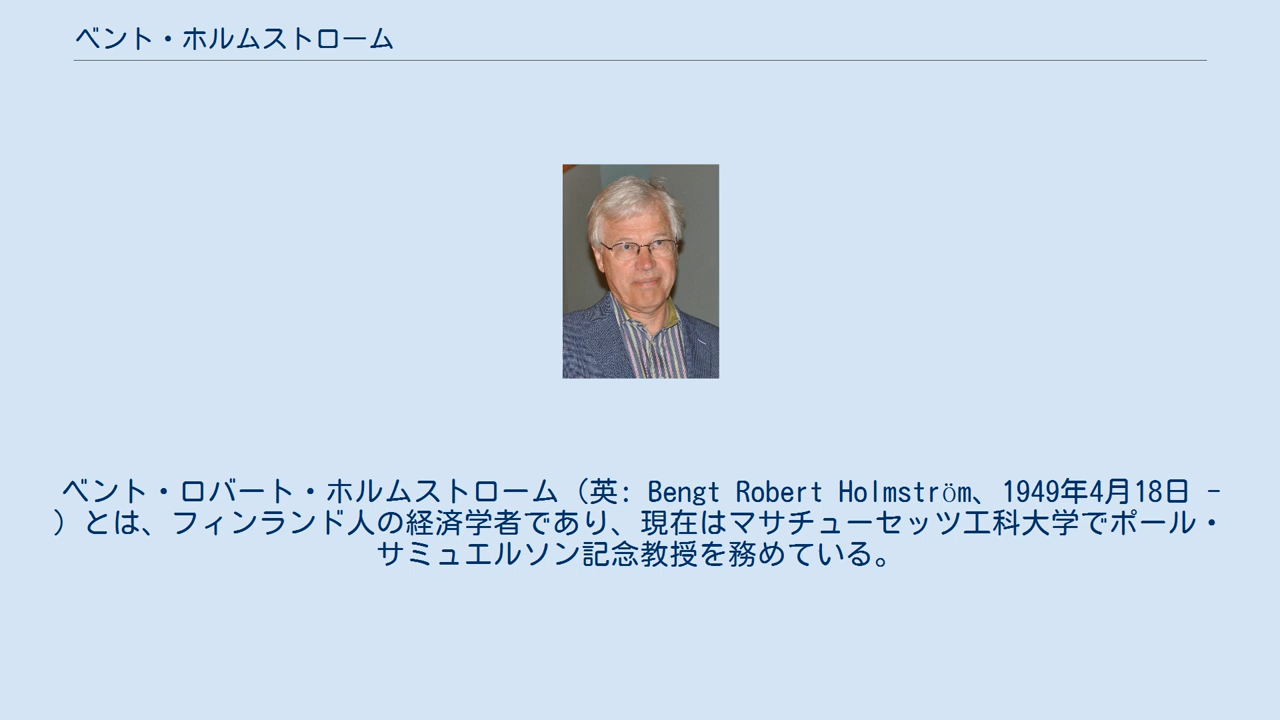 ベント・ホルムストローム
ベント・ロバート・ホルムストローム（英: Bengt Robert Holmström、1949年4月18日 -
）とは、フィンランド人の経済学者であり、現在はマサチューセッツ工科大学でポール・
サミュエルソン記念教授を務めている。